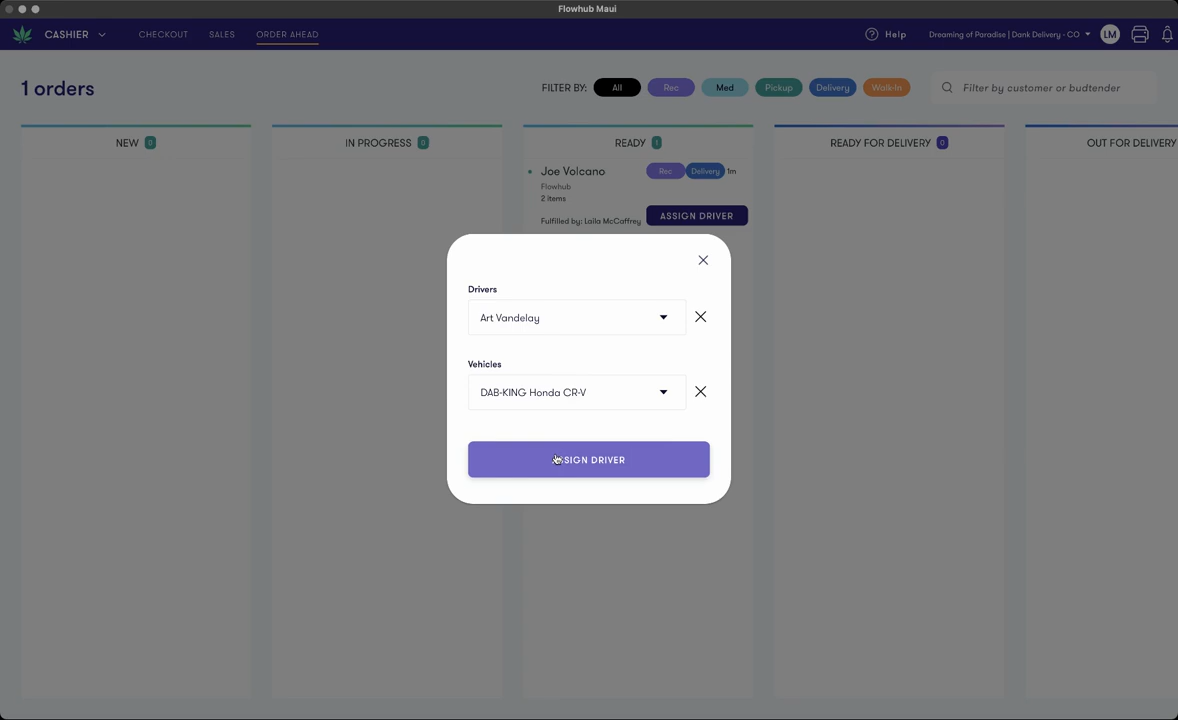 Flowhub Maui
CASHIER CHECKOUT SALES ORDER AHEAD Help Dreaming of Paradise | Dank Delivery - CO LM
1 orders FILTER BY: All Rec Med Pickup Delivery Walk-In Filter by customer or budtender
NEW 0 IN PROGRESS 0 READY 1 READY FOR DELIVERY 0 OUT FOR DELIVERY
Joe Volcano Rec Delivery 1m
Flowhub
2 Items
Fulfilled by: Laila McCaffrey ASSIGN DRIVER
Drivers
Art Vandelay
Vehicles
DAB-KING Honda CR-V
DRIVER